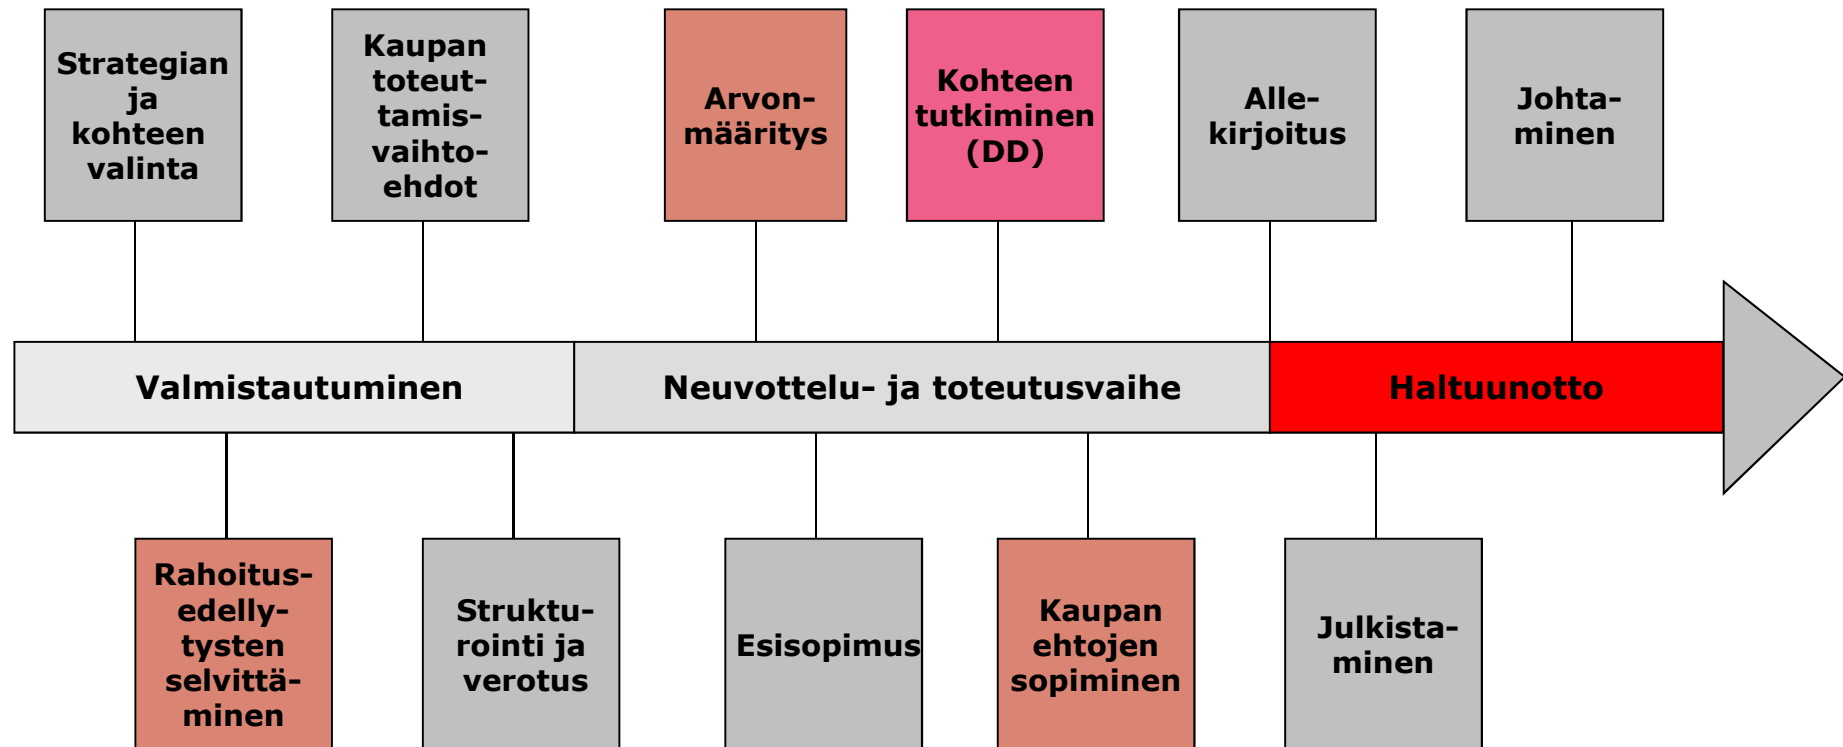 Strategian
ja
kohteen
valinta
Kaupan
toteut-
tamis-
vaihto-
ehdot
Arvon-
määritys
Kohteen
tutkiminen
(DD)
Alle-
kirjoitus
Johta-
minen
Valmistautuminen
Neuvottelu- ja toteutusvaihe
Haltuunotto
Rahoitus-
edelly-
tysten
selvittä-
minen
Struktu-
rointi ja
verotus
Esisopimus
Kaupan
ehtojen
sopiminen
Julkista-
minen